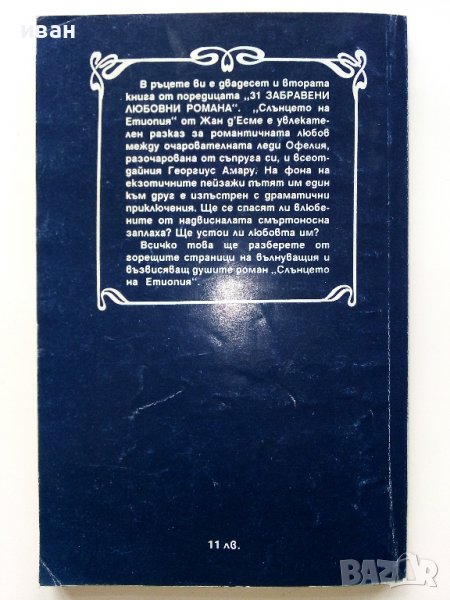 иван
В ръцете ви е двадесет и втората
книга от поредицата „31 ЗАБРАВЕНИ
ЛЮБОВНИ РОМАНА“. „Слънцето на
Етиопия“ от Жан д'Есме е увлекате-
лен разказ за романтичната любов
между очарователната леди Офелия,
разочарована от съпруга си, и всеот-
дайния Георгиус Амару. На фона на
екзотичните пейзажи пътят им един
към друг е изпъстрен с драматични
приключения. Ще се спасят ли влюбе-
ните от надвисналата смъртоносна
заплаха? Ще устои ли любовта им?
Всичко това ще разберете от
горещите страници на вълнуващия и
възвисяващ душите роман „Слънцето
на Етиопия“.
11 лв.
BAZAR